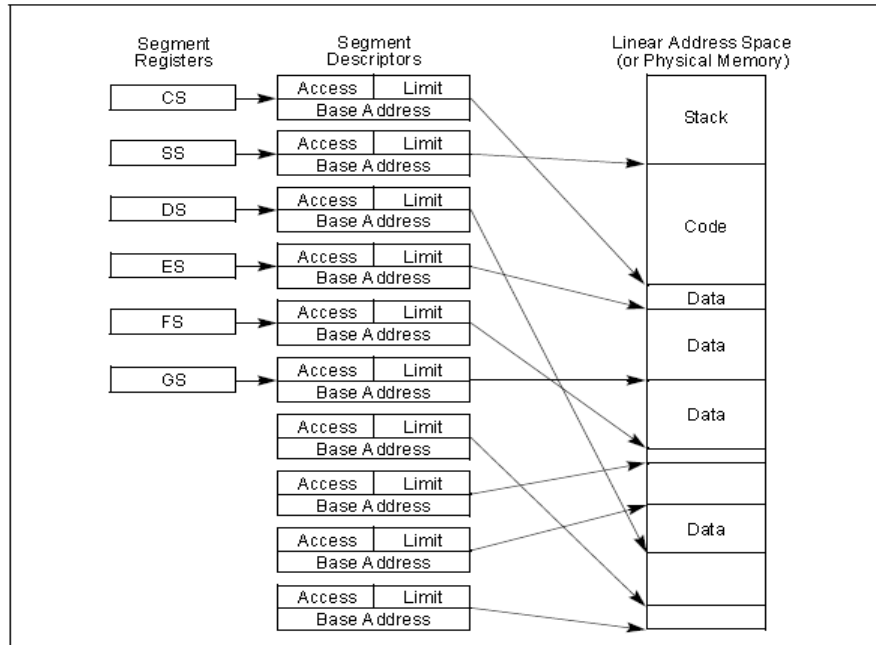 Segment
Registers
Segment
Descriptors
Linear Address Space
(or Physical Memory)
CS
Access Limit
Base Address
Stack
SS
Access Limit
Base Address
DS
Access Limit
Base Address
Code
ES
Access Limit
Base Address
Data
FS
Access Limit
Base Address
Data
GS
Access Limit
Base Address
Data
Access Limit
Base Address
Access Limit
Base Address
Access Limit
Base Address
Data
Access Limit
Base Address